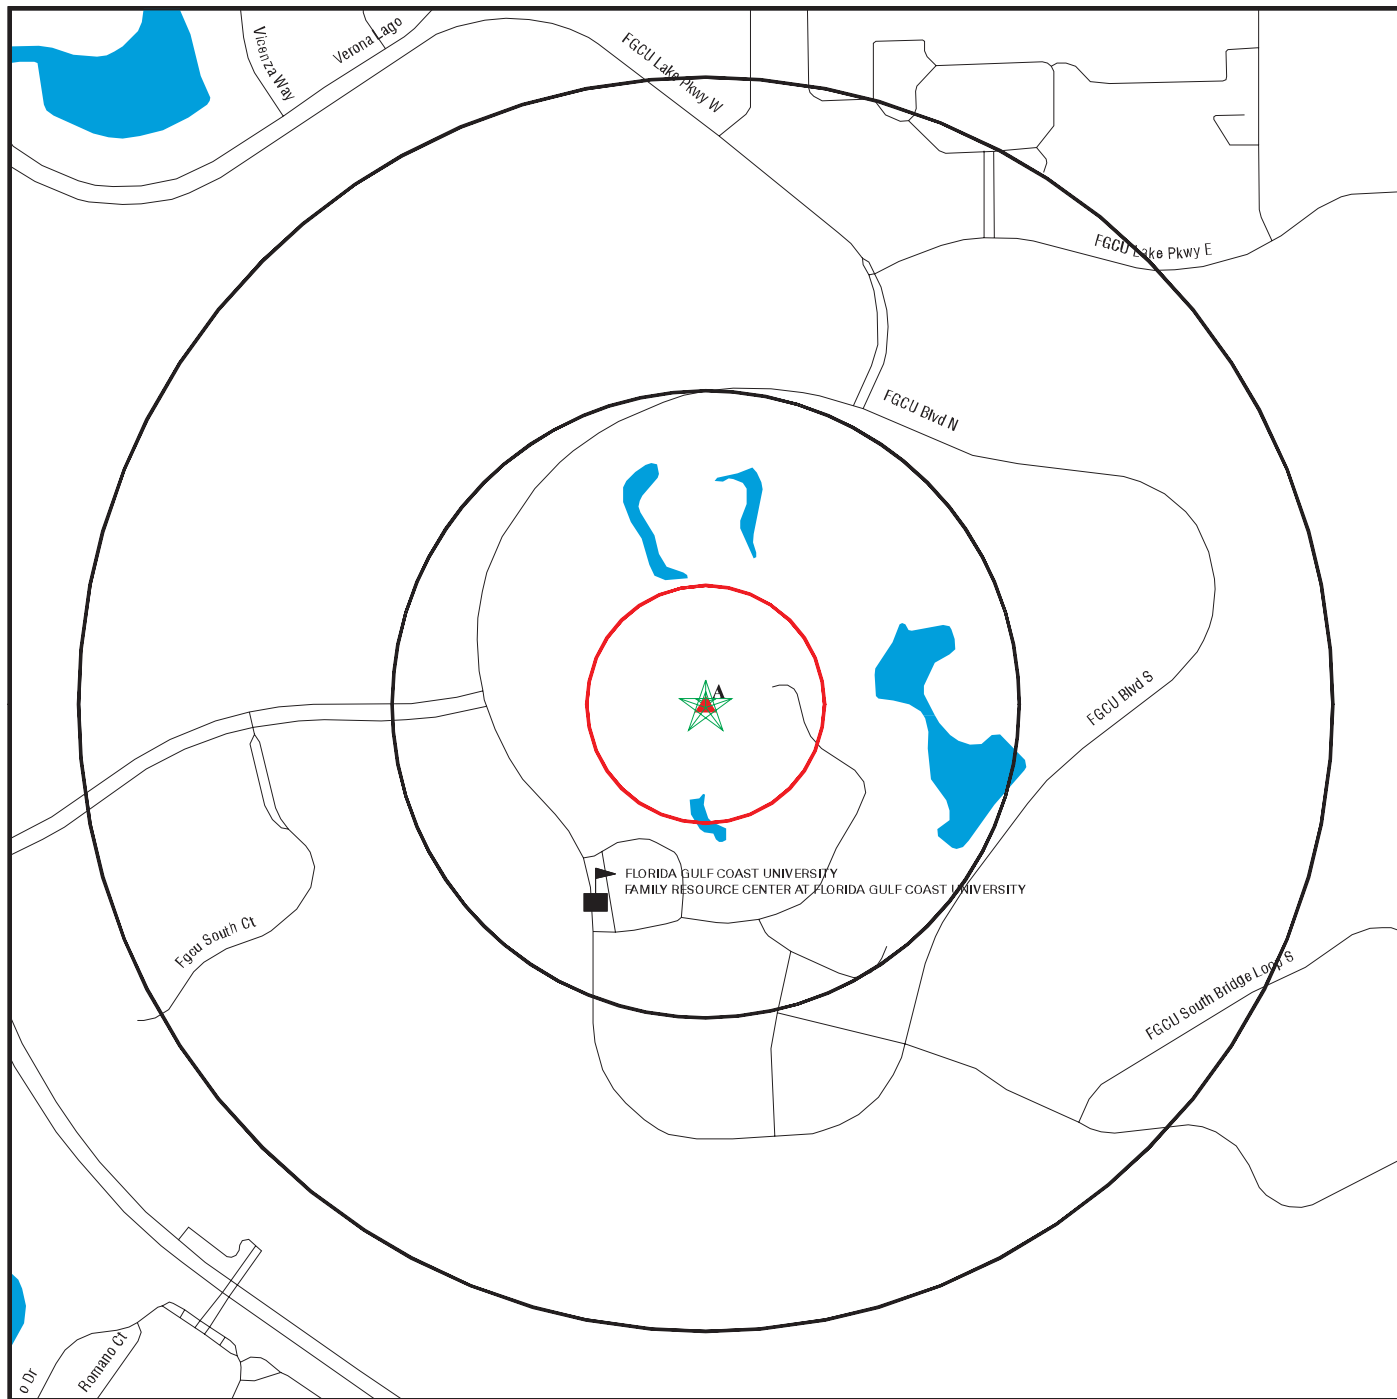 Vicenza Way
Verona Lago
FGCU Lake Pkwy W
FGCU Lake Pkwy E
FGCU Blvd N
A
FGCU Blvd S
FLORIDA GULF COAST UNIVERSITY
FAMILY RESOURCE CENTER AT FLORIDA GULF COAST UNIVERSITY
Fgcu South Ct
FGCU South Bridge Loop S
Romano Ct
o Dr